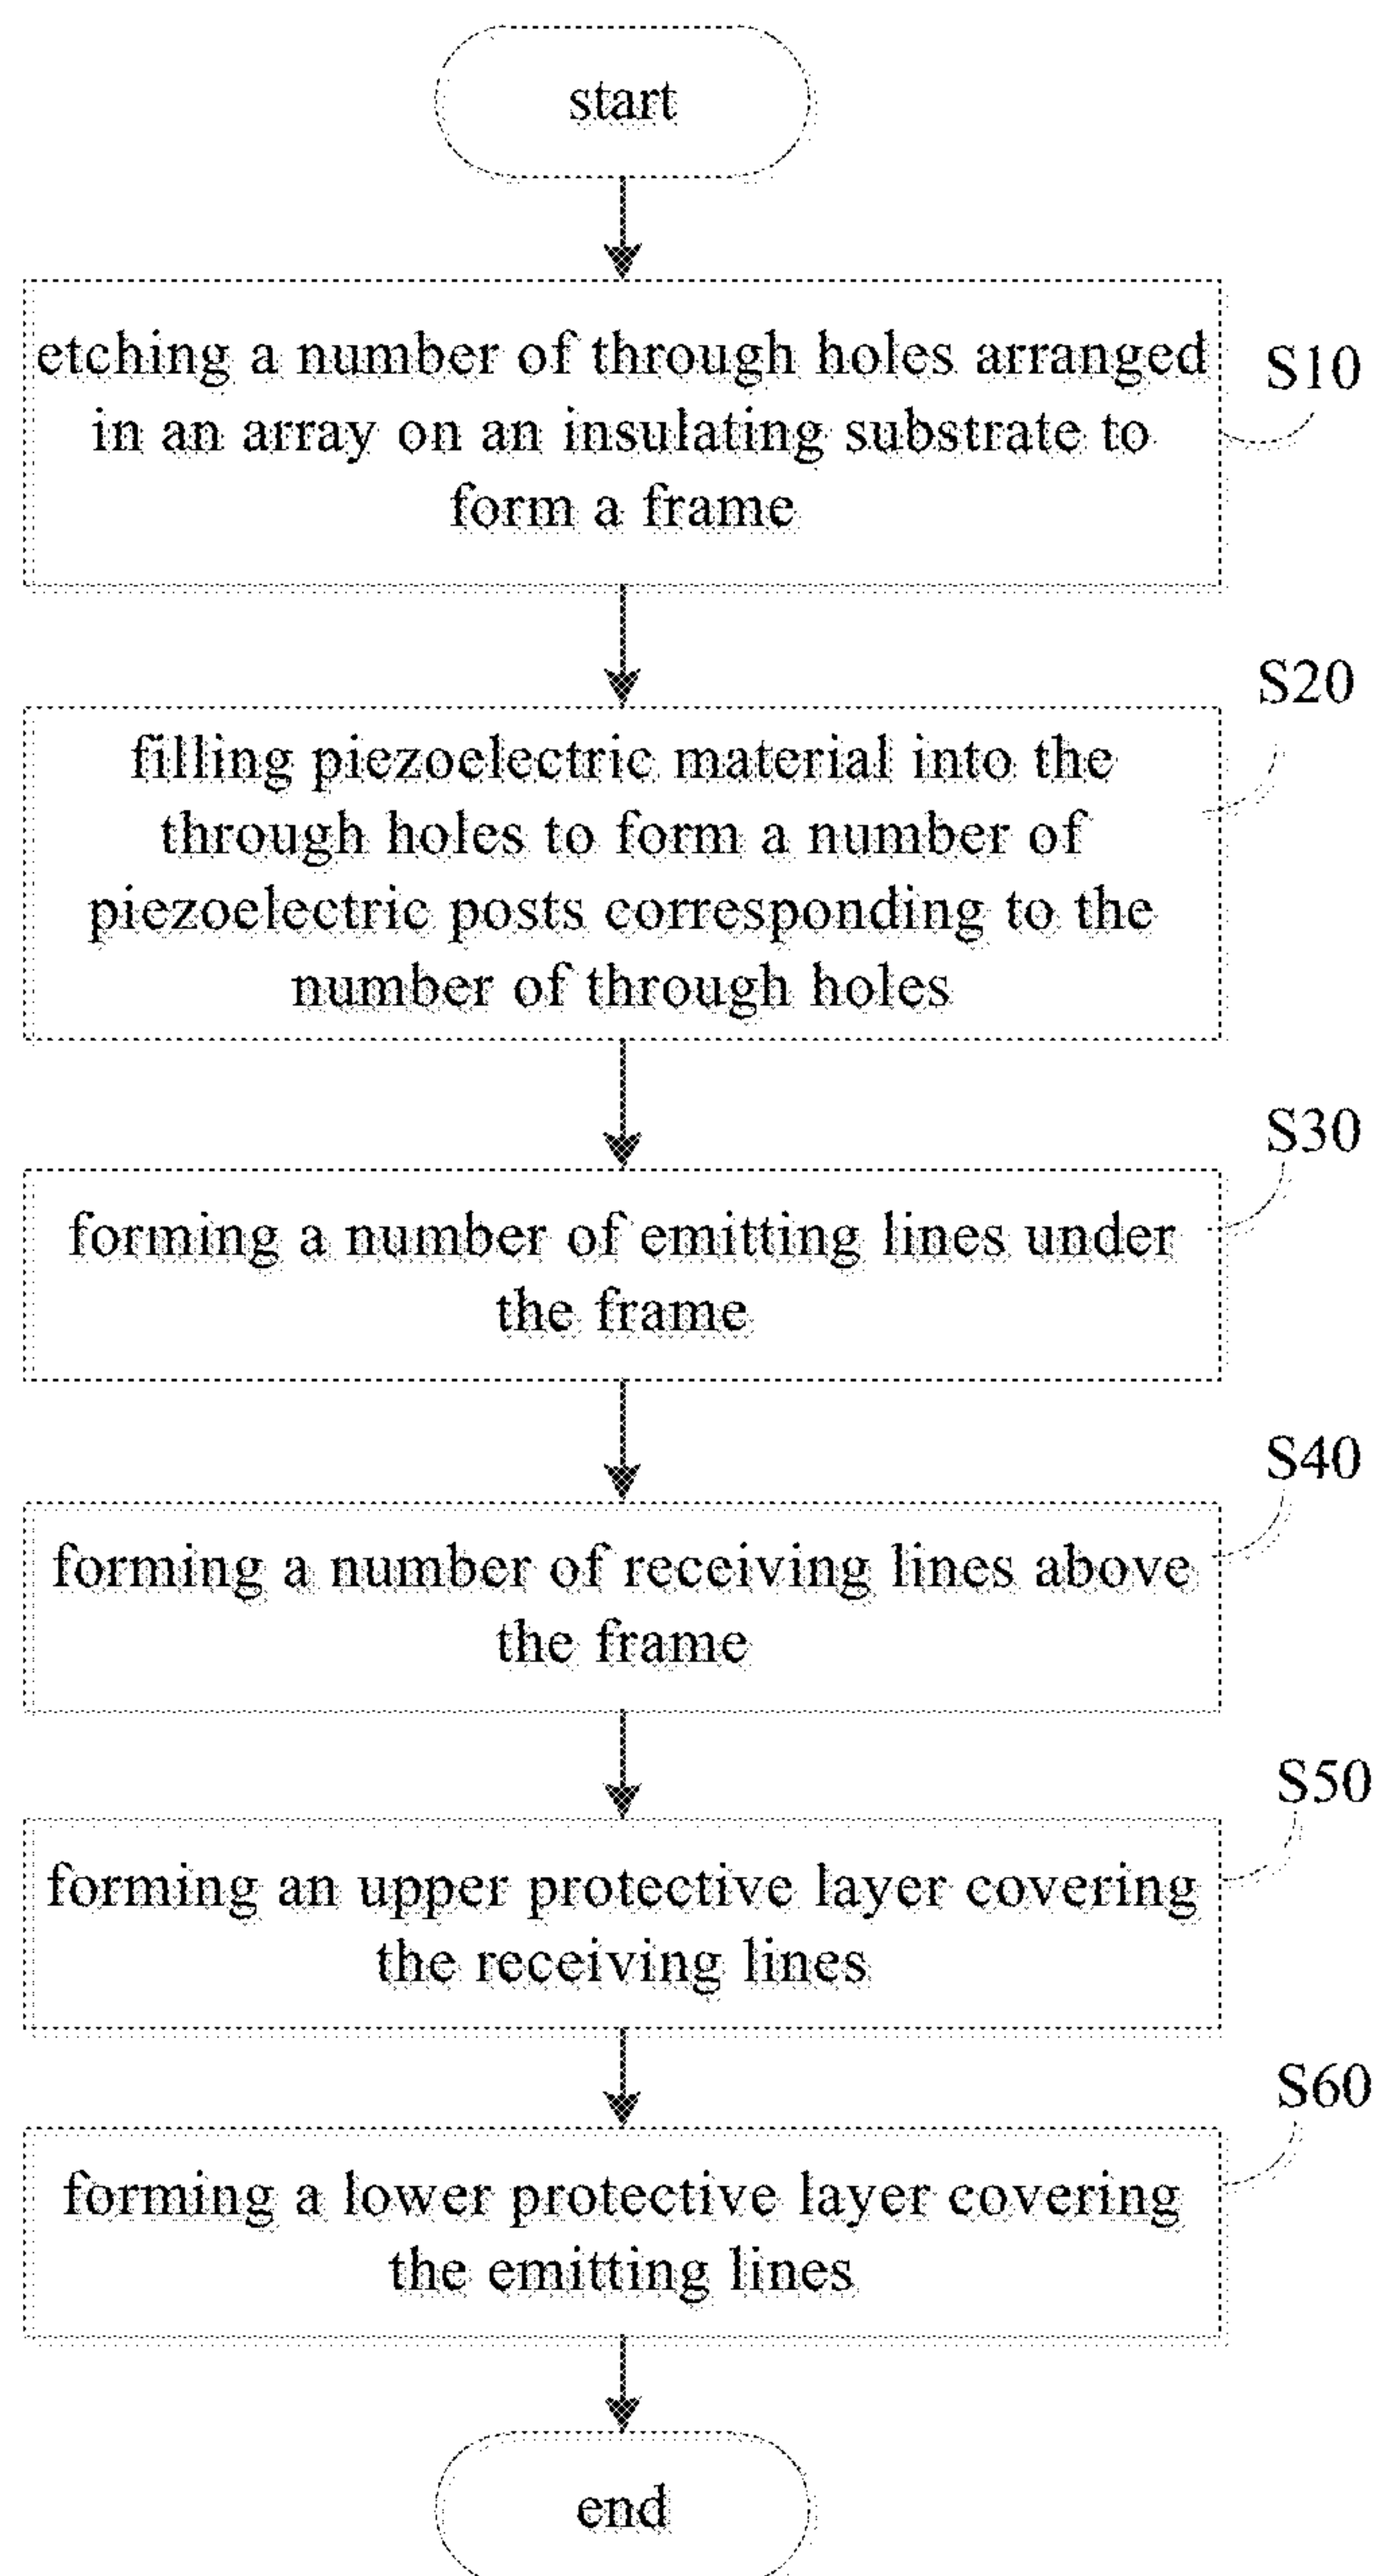 start
etching a number of through holes arranged
in an array on an insulating substrate to
form a frame
S10
filling piezoelectric material into the
through holes to form a number of
piezoelectric posts corresponding to the
number of through holes
S20
forming a number of emitting lines under
the frame
S30
forming a number of receiving lines above
the frame
S40
forming an upper protective layer covering
the receiving lines
S50
forming a lower protective layer covering
the emitting lines
S60
end